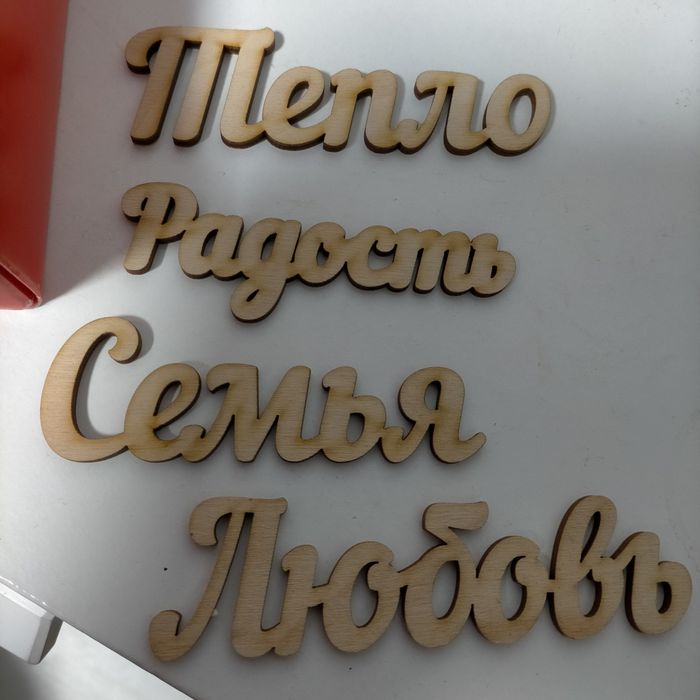 Тепло
Радость
Семья
Любовь